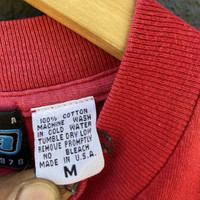 100% COTTON
MACHINE WASH
IN COLD WATER
TUMBLE DRY LOW
REMOVE PROMPTLY
NO BLEACH
MADE IN U.S.A.
M